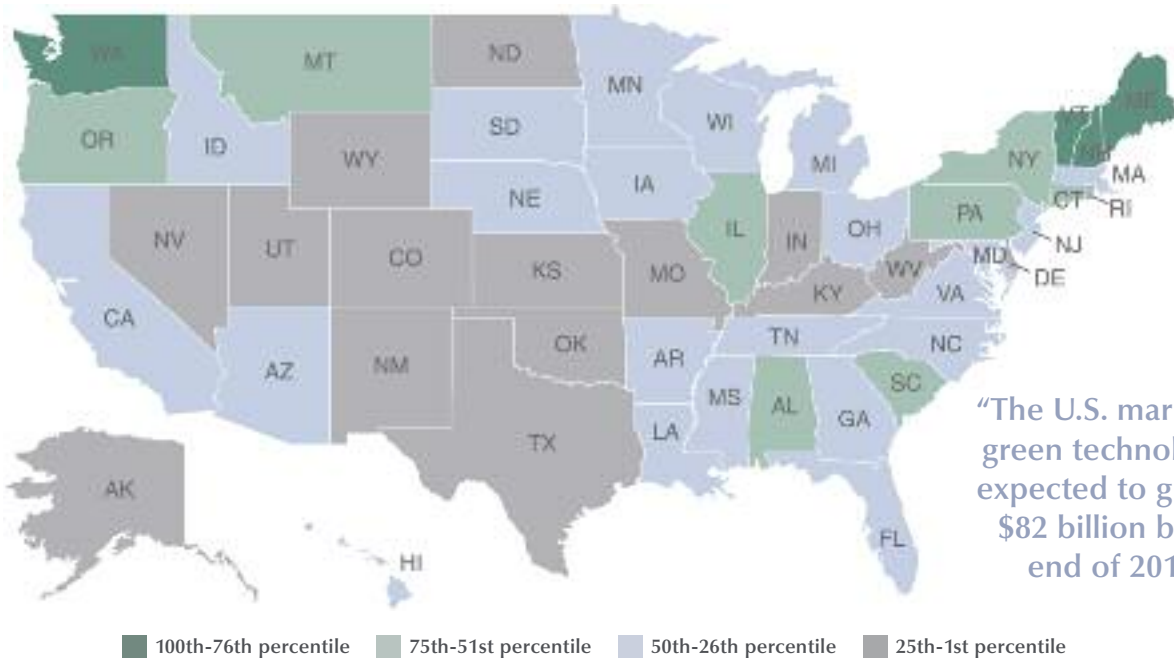 WA
MT
ND
MN
VT
ME
OR
ID
SD
WI
NY
NH
MA
WY
MI
CT
RI
IA
NE
PA
NJ
NV
UT
CO
IL
IN
OH
MD
DE
KS
MO
WV
KY
VA
CA
TN
NC
AZ
NM
OK
AR
SC
MS
AL
GA
LA
TX
"The U.S. mar
green technol
expected to g
$82 billion b
end of 201
AK
FL
HI
100th-76th percentile 75th-51st percentile 50th-26th percentile 25th-1st percentile